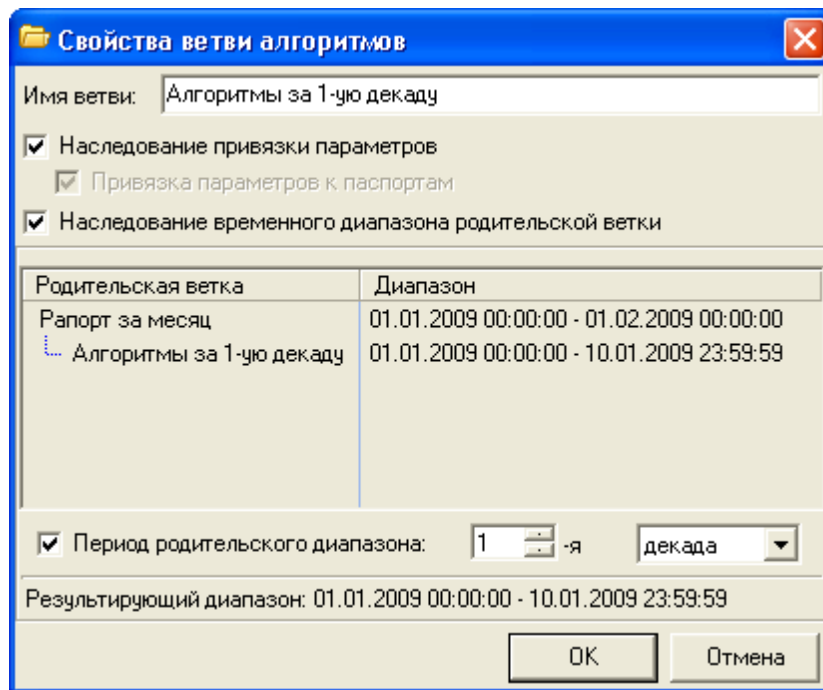 Свойства ветви алгоритмов
Имя ветви: Алгоритмы за 1-ую декаду
Наследование привязки параметров
Привязка параметров к паспортам
Наследование временного диапазона родительской ветки
Родительская ветка Диапазон
Рапорт за месяц 01.01.2009 00:00:00 - 01.02.2009 00:00:00
Алгоритмы за 1-ую декаду 01.01.2009 00:00:00 - 10.01.2009 23:59:59
Период родительского диапазона: 1 -я декада
Результирующий диапазон: 01.01.2009 00:00:00 - 10.01.2009 23:59:59
OK Отмена